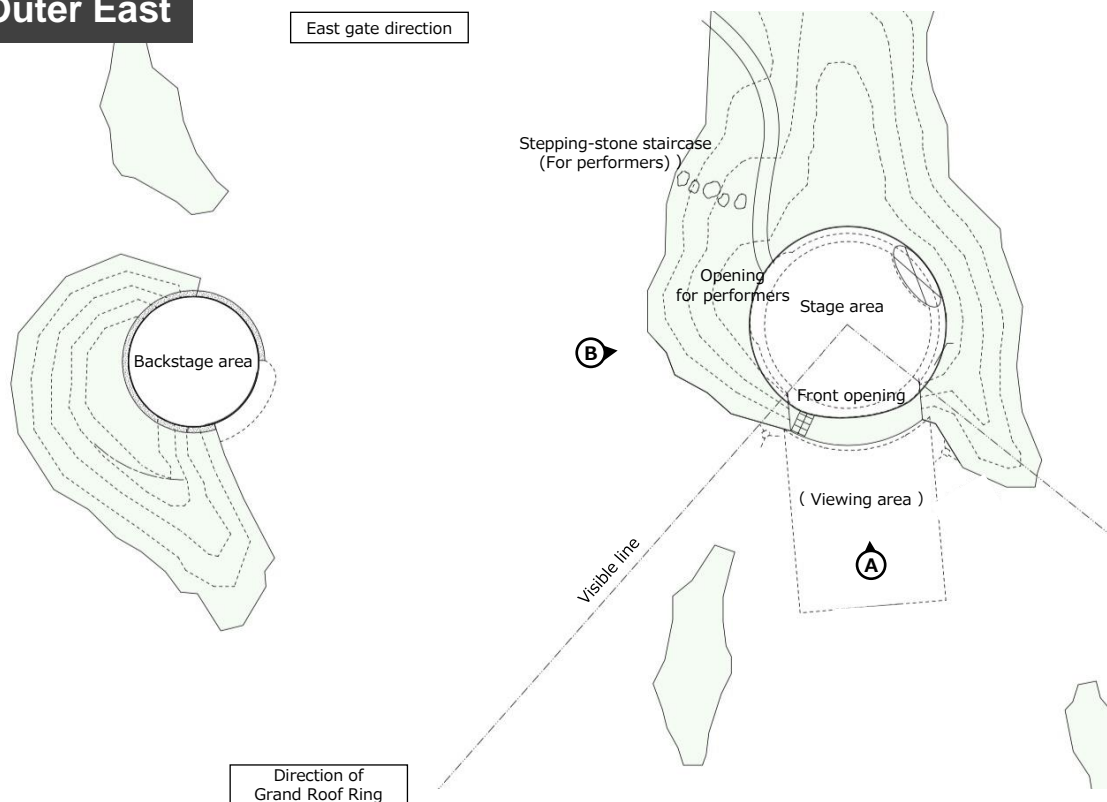 Outer East
East gate direction
Stepping-stone staircase
(For performers) )
Opening
for performers
Stage area
Backstage area
B
Front opening
( Viewing area )
A
Visible line
Direction of
Grand Roof Ring